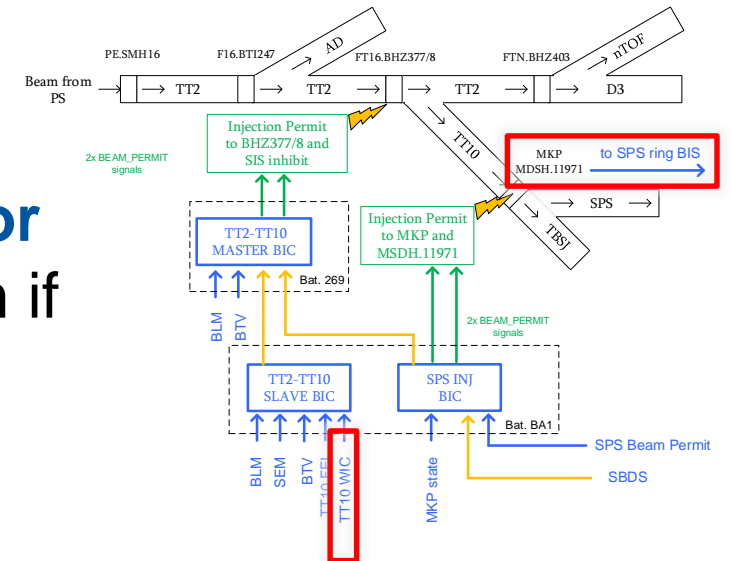 PE.SMH16
F16.BTI247
AD
FT16.BHZ377/8
FTN.BHZ403
nTOF
Beam from
PS
TT2
TT2
TT2
D3
Injection Permit
to BHZ377/8 and
SIS inhibit
2x BEAM_PERMIT
signals
TT10
MKP
MDSH.11971
to SPS ring BIS
SPS
TBSJ
or
n if
Injection Permit
to MKP and
MSDH.11971
TT2-TT10
MASTER BIC
Bat. 269
BLM
BTV
2x BEAM_PERMIT
signals
TT2-TT10
SLAVE BIC
SPS INJ
BIC
Bat. BA1
BLM
SEM
BTV
TT10
TT10 WIC
MKP state
SPS Beam Permit
SBDS